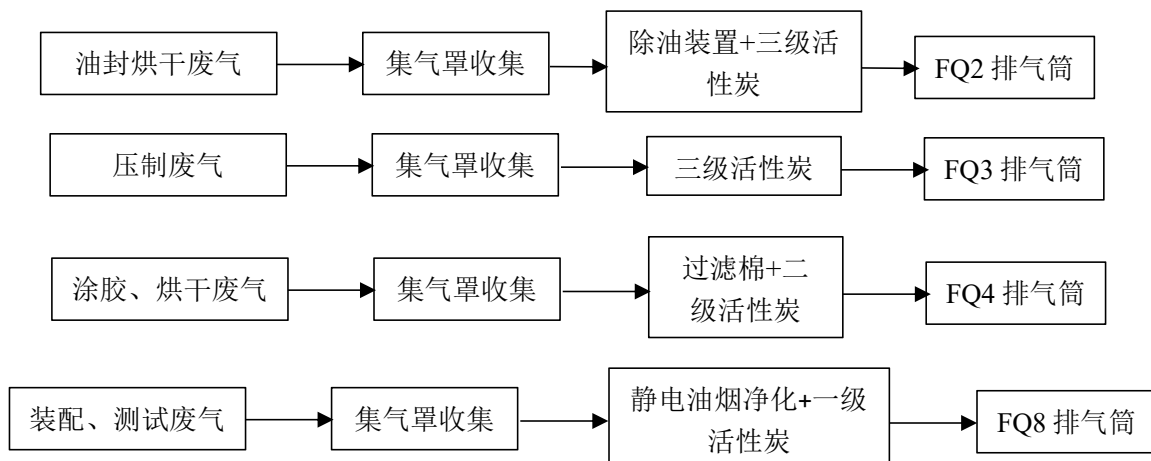 油封烘干废气
集气罩收集
除油装置+三级活
性炭
FQ2 排气筒
压制废气
集气罩收集
三级活性炭
FQ3 排气筒
涂胶、烘干废气
集气罩收集
过滤棉+二
级活性炭
FQ4 排气筒
装配、测试废气
集气罩收集
静电油烟净化+一级
活性炭
FQ8 排气筒